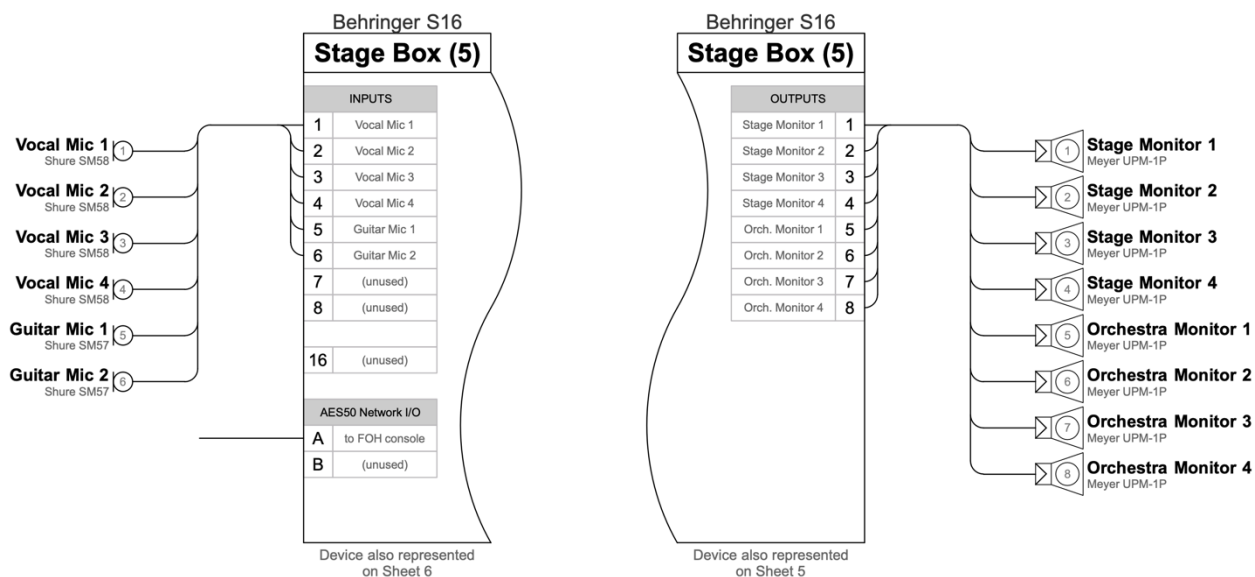 Behringer S16
Stage Box (5)
INPUTS
1 Vocal Mic 1
2 Vocal Mic 2
3 Vocal Mic 3
4 Vocal Mic 4
5 Guitar Mic 1
6 Guitar Mic 2
7 (unused)
8 (unused)
16 (unused)
AES50 Network I/O
A to FOH console
B (unused)
Device also represented
on Sheet 6
Vocal Mic 1
Shure SM58
1
Vocal Mic 2
Shure SM58
2
Vocal Mic 3
Shure SM58
3
Vocal Mic 4
Shure SM58
4
Guitar Mic 1
Shure SM57
5
Guitar Mic 2
Shure SM57
6
Behringer S16
Stage Box (5)
OUTPUTS
Stage Monitor 1 1
Stage Monitor 2 2
Stage Monitor 3 3
Stage Monitor 4 4
Orch. Monitor 1 5
Orch. Monitor 2 6
Orch. Monitor 3 7
Orch. Monitor 4 8
Device also represented
on Sheet 5
1
Stage Monitor 1
Meyer UPM-1P
2
Stage Monitor 2
Meyer UPM-1P
3
Stage Monitor 3
Meyer UPM-1P
4
Stage Monitor 4
Meyer UPM-1P
5
Orchestra Monitor 1
Meyer UPM-1P
6
Orchestra Monitor 2
Meyer UPM-1P
7
Orchestra Monitor 3
Meyer UPM-1P
8
Orchestra Monitor 4
Meyer UPM-1P